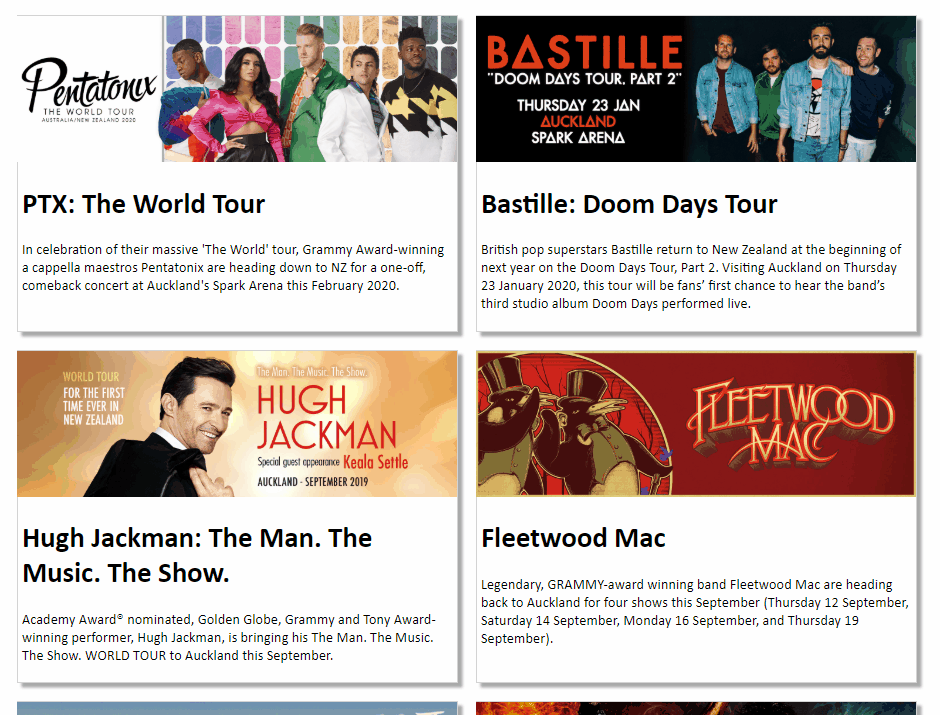 Pentatonix
THE WORLD TOUR
AUSTRALIA/NEW ZEALAND 2020
BASTILLE
"DOOM DAYS TOUR. PART 2"
THURSDAY 23 JAN
AUCKLAND
SPARK ARENA
PTX: The World Tour
In celebration of their massive 'The World' tour, Grammy Award-winning
a cappella maestros Pentatonix are heading down to NZ for a one-off,
comeback concert at Auckland's Spark Arena this February 2020.
Bastille: Doom Days Tour
British pop superstars Bastille return to New Zealand at the beginning of
next year on the Doom Days Tour, Part 2. Visiting Auckland on Thursday
23 January 2020, this tour will be fans’ first chance to hear the band’s
third studio album Doom Days performed live.
WORLD TOUR
FOR THE FIRST
TIME EVER IN
NEW ZEALAND
The Man. The Music. The Show.
HUGH
JACKMAN
Special guest appearance Keala Settle
AUCKLAND · SEPTEMBER 2019
FLEETWOOD
MAC
Hugh Jackman: The Man. The
Music. The Show.
Academy Award® nominated, Golden Globe, Grammy and Tony Award-
winning performer, Hugh Jackman, is bringing his The Man. The Music.
The Show. WORLD TOUR to Auckland this September.
Fleetwood Mac
Legendary, GRAMMY-award winning band Fleetwood Mac are heading
back to Auckland for four shows this September (Thursday 12 September,
Saturday 14 September, Monday 16 September, and Thursday 19
September).